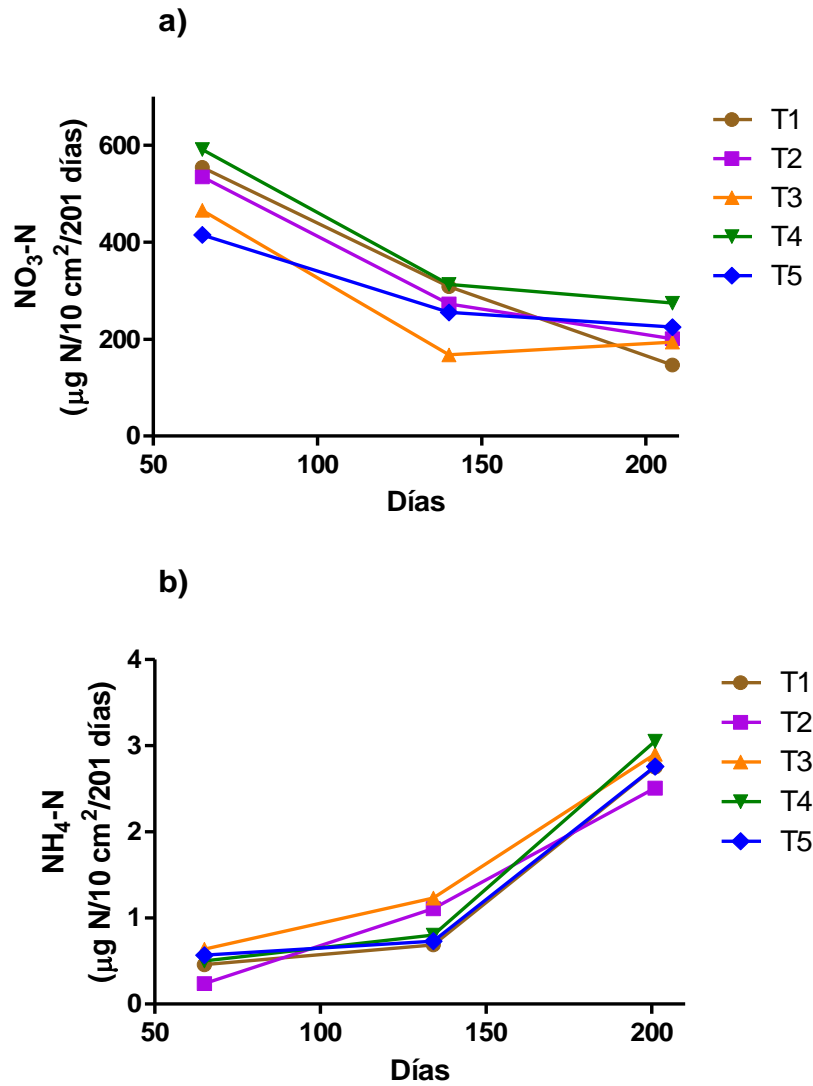 a)
NO₃-N
(µg N/10 cm²/201 días)
600
400
200
0
50
100
150
200
Días
T1
T2
T3
T4
T5
b)
NH₄-N
(µg N/10 cm²/201 días)
4
3
2
1
0
50
100
150
200
Días
T1
T2
T3
T4
T5